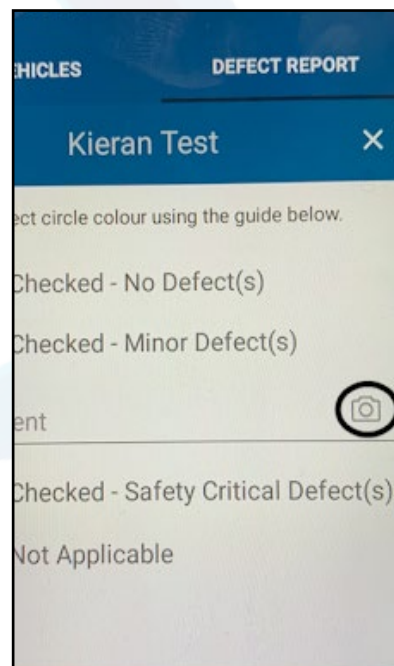 EHICLES DEFECT REPORT
Kieran Test ×
ect circle colour using the guide below.
Checked - No Defect(s)
Checked - Minor Defect(s)
ent
Checked - Safety Critical Defect(s)
Not Applicable